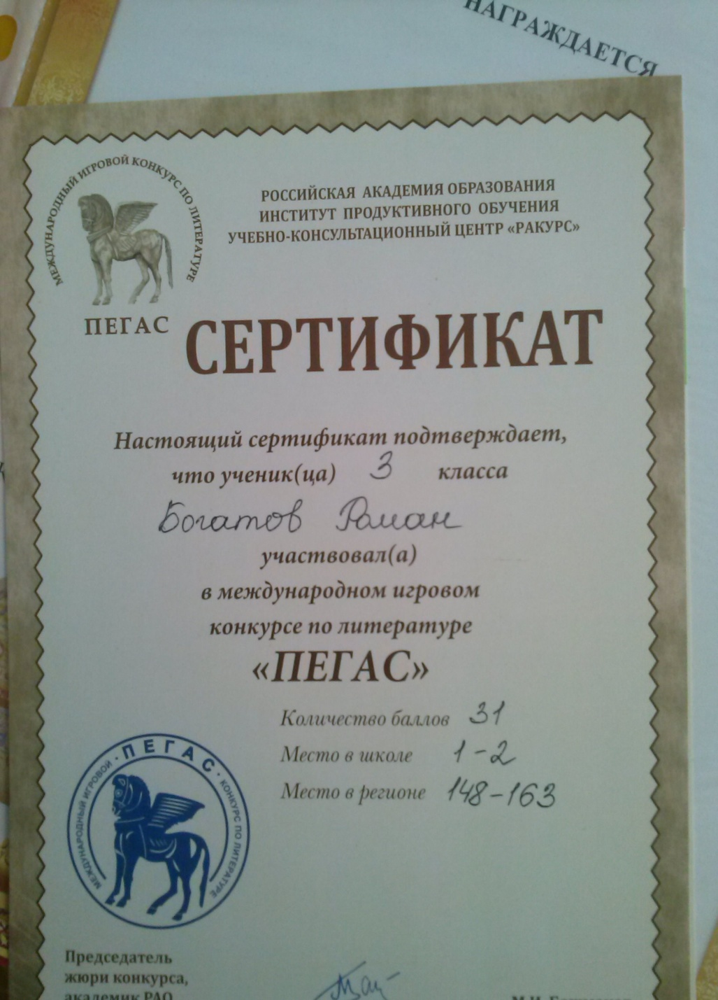 НАГРАЖДАЕТСЯ
МЕЖДУНАРОДНЫЙ ИГРОВОЙ КОНКУРС ПО ЛИТЕРАТУРЕ
ПЕГАС
РОССИЙСКАЯ АКАДЕМИЯ ОБРАЗОВАНИЯ
ИНСТИТУТ ПРОДУКТИВНОГО ОБУЧЕНИЯ
УЧЕБНО-КОНСУЛЬТАЦИОННЫЙ ЦЕНТР «РАКУРС»
СЕРТИФИКАТ
Настоящий сертификат подтверждает,
что ученик(ца) 3 класса
Богатов Роман
участвовал(а)
в международном игровом
конкурсе по литературе
«ПЕГАС»
Количество баллов 31
Место в школе 1-2
Место в регионе 148-163
· ПЕГАС ·
МЕЖДУНАРОДНЫЙ ИГРОВОЙ КОНКУРС ПО ЛИТЕРАТУРЕ
Председатель
жюри конкурса,
академик РАО